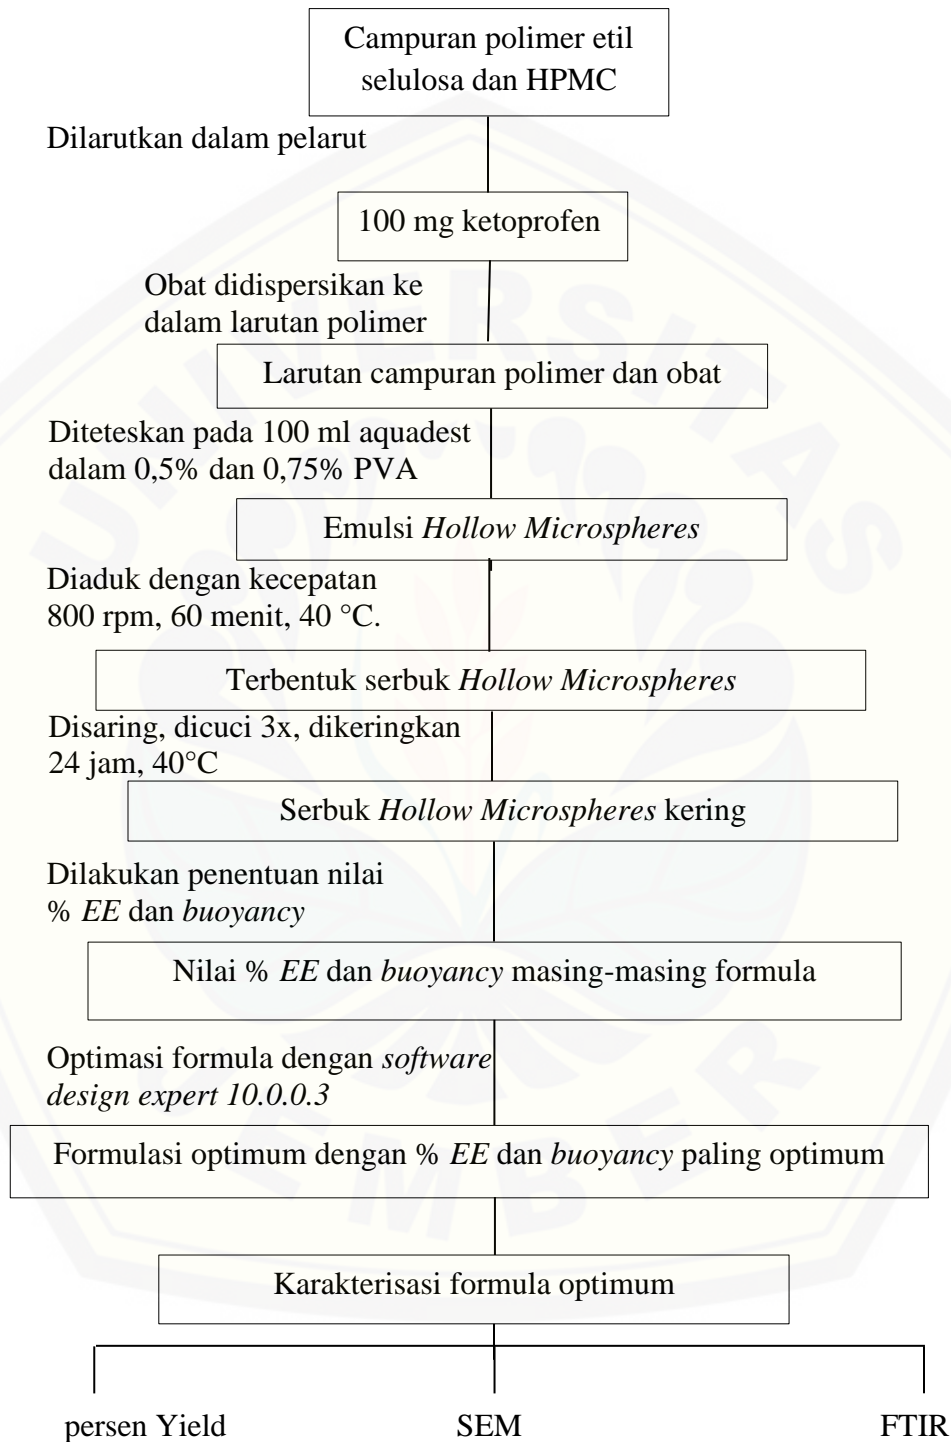 Campuran polimer etil
selulosa dan HPMC
Dilarutkan dalam pelarut
100 mg ketoprofen
Obat didispersikan ke
dalam larutan polimer
Larutan campuran polimer dan obat
Diteteskan pada 100 ml aquadest
dalam 0,5% dan 0,75% PVA
Emulsi Hollow Microspheres
Diaduk dengan kecepatan
800 rpm, 60 menit, 40 °C.
Terbentuk serbuk Hollow Microspheres
Disaring, dicuci 3x, dikeringkan
24 jam, 40°C
Serbuk Hollow Microspheres kering
Dilakukan penentuan nilai
% EE dan buoyancy
Nilai % EE dan buoyancy masing-masing formula
Optimasi formula dengan software
design expert 10.0.0.3
Formulasi optimum dengan % EE dan buoyancy paling optimum
Karakterisasi formula optimum
persen Yield SEM FTIR
UNIVERSITAS
JEMBER